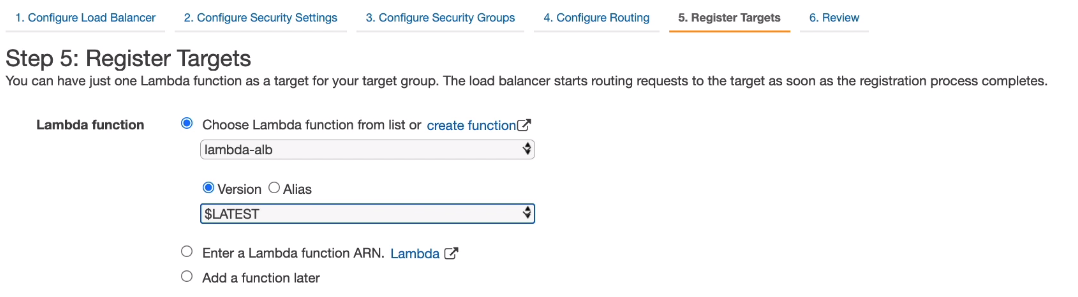 1. Configure Load Balancer 2. Configure Security Settings 3. Configure Security Groups 4. Configure Routing 5. Register Targets 6. Review
Step 5: Register Targets
You can have just one Lambda function as a target for your target group. The load balancer starts routing requests to the target as soon as the registration process completes.
Lambda function Choose Lambda function from list or create function
lambda-alb
Version Alias
$LATEST
Enter a Lambda function ARN. Lambda
Add a function later